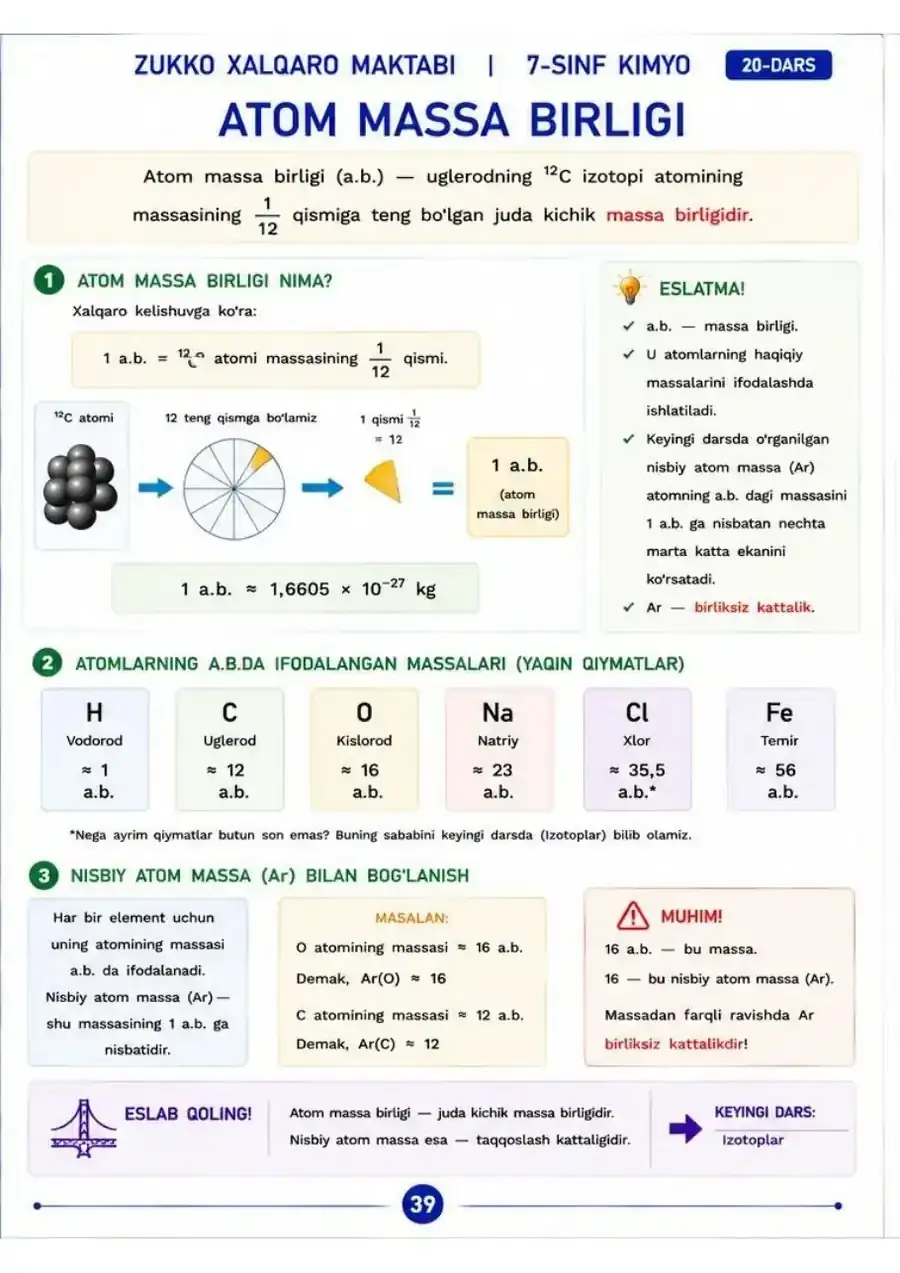 ZUKKO XALQARO MAKTABI | 7-SINF KIMYO 20-DARS
ATOM MASSA BIRLIGI
Atom massa birligi (a.b.) — uglerodning ¹²C izotopi atomining
massasining 1/12 qismiga teng bo'lgan juda kichik massa birligidir.
1 ATOM MASSA BIRLIGI NIMA?
Xalqaro kelishuvga ko'ra:
1 a.b. = ¹² atomi massasining 1/12 qismi.
¹²C atomi
12 teng qismga bo'lamiz
1 qismi 1/12
= 12
1 a.b.
(atom
massa birligi)
1 a.b. ≈ 1,6605 × 10⁻²⁷ kg
ESLATMA!
✓ a.b. — massa birligi.
✓ U atomlarning haqiqiy
massalarini ifodalashda
ishlatiladi.
✓ Keyingi darsda o'rganilgan
nisbiy atom massa (Ar)
atomning a.b. dagi massasini
1 a.b. ga nisbatan nechta
marta katta ekanini
ko'rsatadi.
✓ Ar — birliksiz kattalik.
2 ATOMLARNING A.B.DA IFODALANGAN MASSALARI (YAQIN QIYMATLAR)
H
Vodorod
≈ 1
a.b.
C
Uglerod
≈ 12
a.b.
O
Kislorod
≈ 16
a.b.
Na
Natriy
≈ 23
a.b.
Cl
Xlor
≈ 35,5
a.b.*
Fe
Temir
≈ 56
a.b.
*Nega ayrim qiymatlar butun son emas? Buning sababini keyingi darsda (Izotoplar) bilib olamiz.
3 NISBIY ATOM MASSA (Ar) BILAN BOG'LANISH
Har bir element uchun
uning atomining massasi
a.b. da ifodalanadi.
Nisbiy atom massa (Ar) —
shu massasining 1 a.b. ga
nisbatidir.
MASALAN:
O atomining massasi ≈ 16 a.b.
Demak, Ar(O) ≈ 16
C atomining massasi ≈ 12 a.b.
Demak, Ar(C) ≈ 12
MUHIM!
16 a.b. — bu massa.
16 — bu nisbiy atom massa (Ar).
Massadan farqli ravishda Ar
birliksiz kattalikdir!
ESLAB QOLING!
Atom massa birligi — juda kichik massa birligidir.
Nisbiy atom massa esa — taqqoslash kattaligidir.
KEYINGI DARS:
Izotoplar
39